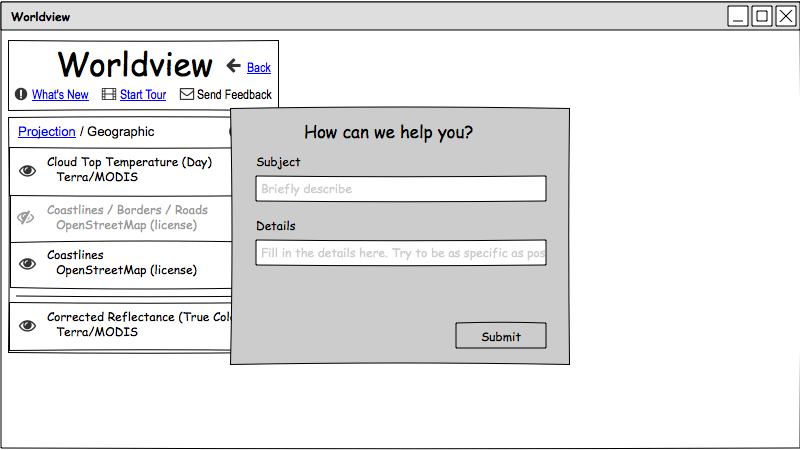 Worldview
Worldview
Back
What's New Start Tour Send Feedback
Projection / Geographic
Cloud Top Temperature (Day)
Terra/MODIS
Coastlines / Borders / Roads
OpenStreetMap (license)
Coastlines
OpenStreetMap (license)
Corrected Reflectance (True Col
Terra/MODIS
How can we help you?
Subject
Briefly describe
Details
Fill in the details here. Try to be as specific as pos
Submit